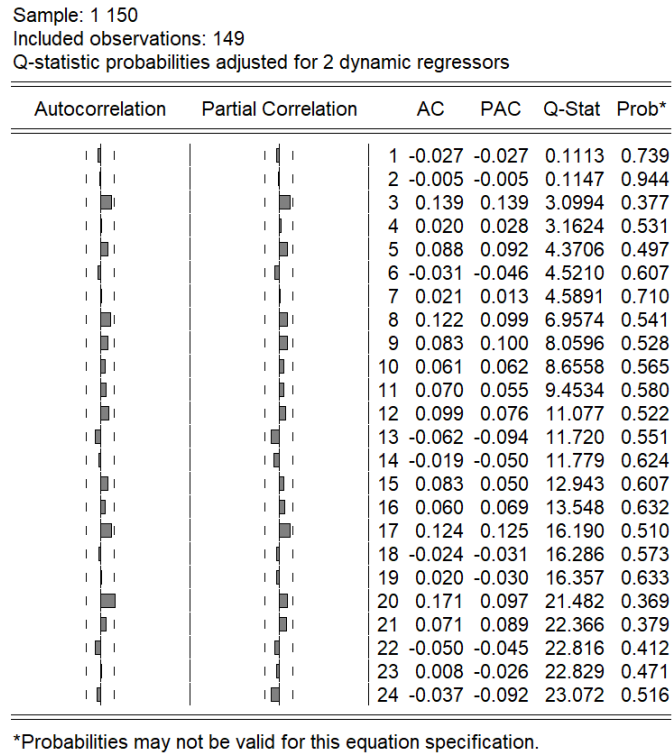 Sample: 1 150
Included observations: 149
Q-statistic probabilities adjusted for 2 dynamic regressors
Autocorrelation Partial Correlation AC PAC Q-Stat Prob*
1 -0.027 -0.027 0.1113 0.739
2 -0.005 -0.005 0.1147 0.944
3 0.139 0.139 3.0994 0.377
4 0.020 0.028 3.1624 0.531
5 0.088 0.092 4.3706 0.497
6 -0.031 -0.046 4.5210 0.607
7 0.021 0.013 4.5891 0.710
8 0.122 0.099 6.9574 0.541
9 0.083 0.100 8.0596 0.528
10 0.061 0.062 8.6558 0.565
11 0.070 0.055 9.4534 0.580
12 0.099 0.076 11.077 0.522
13 -0.062 -0.094 11.720 0.551
14 -0.019 -0.050 11.779 0.624
15 0.083 0.050 12.943 0.607
16 0.060 0.069 13.548 0.632
17 0.124 0.125 16.190 0.510
18 -0.024 -0.031 16.286 0.573
19 0.020 -0.030 16.357 0.633
20 0.171 0.097 21.482 0.369
21 0.071 0.089 22.366 0.379
22 -0.050 -0.045 22.816 0.412
23 0.008 -0.026 22.829 0.471
24 -0.037 -0.092 23.072 0.516
*Probabilities may not be valid for this equation specification.